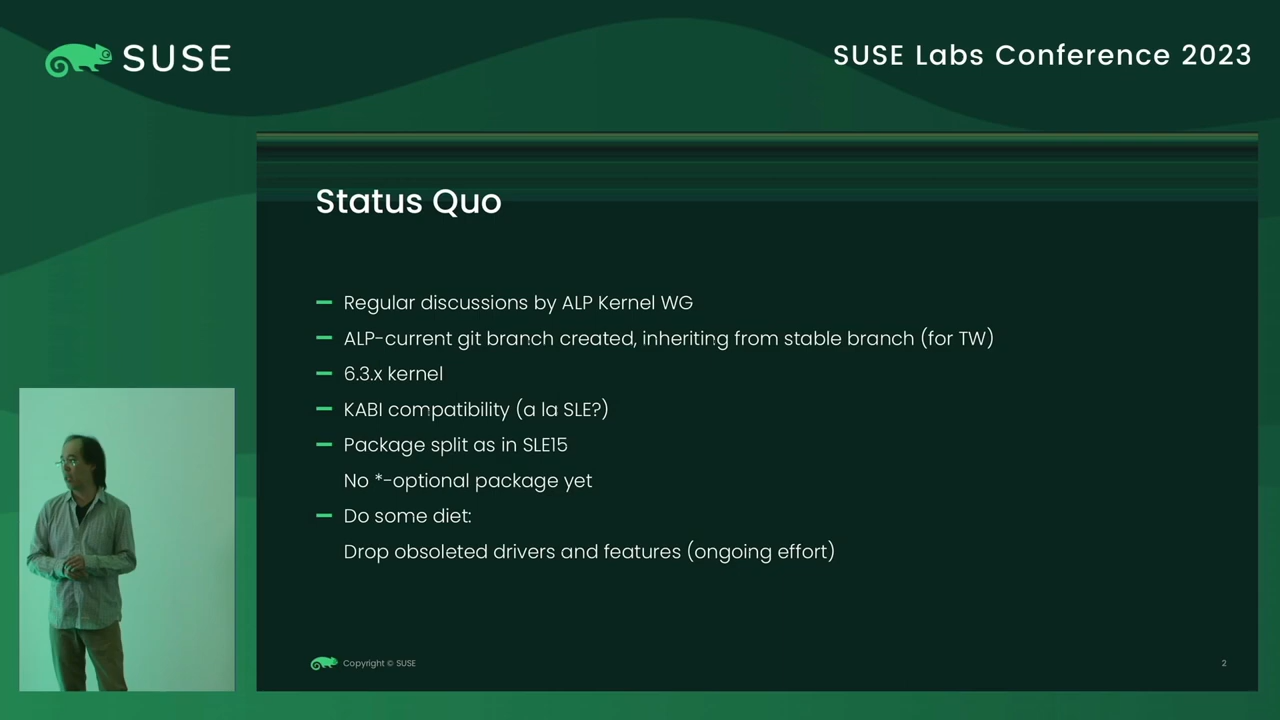 SUSE
SUSE Labs Conference 2023
Status Quo
Regular discussions by ALP Kernel WG
ALP-current git branch created, inheriting from stable branch (for TW)
6.3.x kernel
KABI compatibility (a la SLE?)
Package split as in SLE15
No *-optional package yet
Do some diet:
Drop obsoleted drivers and features (ongoing effort)
Copyright © SUSE
2